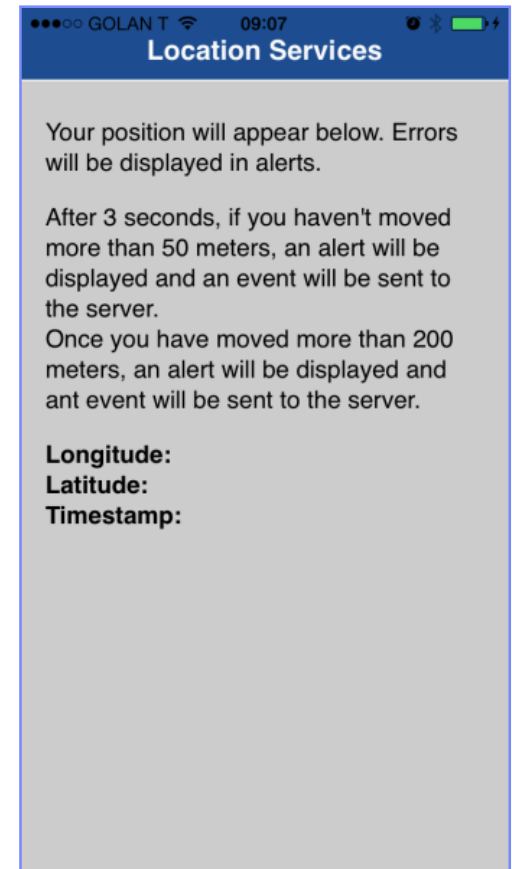 GOLAN T 09:07
Location Services
Your position will appear below. Errors
will be displayed in alerts.
After 3 seconds, if you haven't moved
more than 50 meters, an alert will be
displayed and an event will be sent to
the server.
Once you have moved more than 200
meters, an alert will be displayed and
ant event will be sent to the server.
Longitude:
Latitude:
Timestamp: